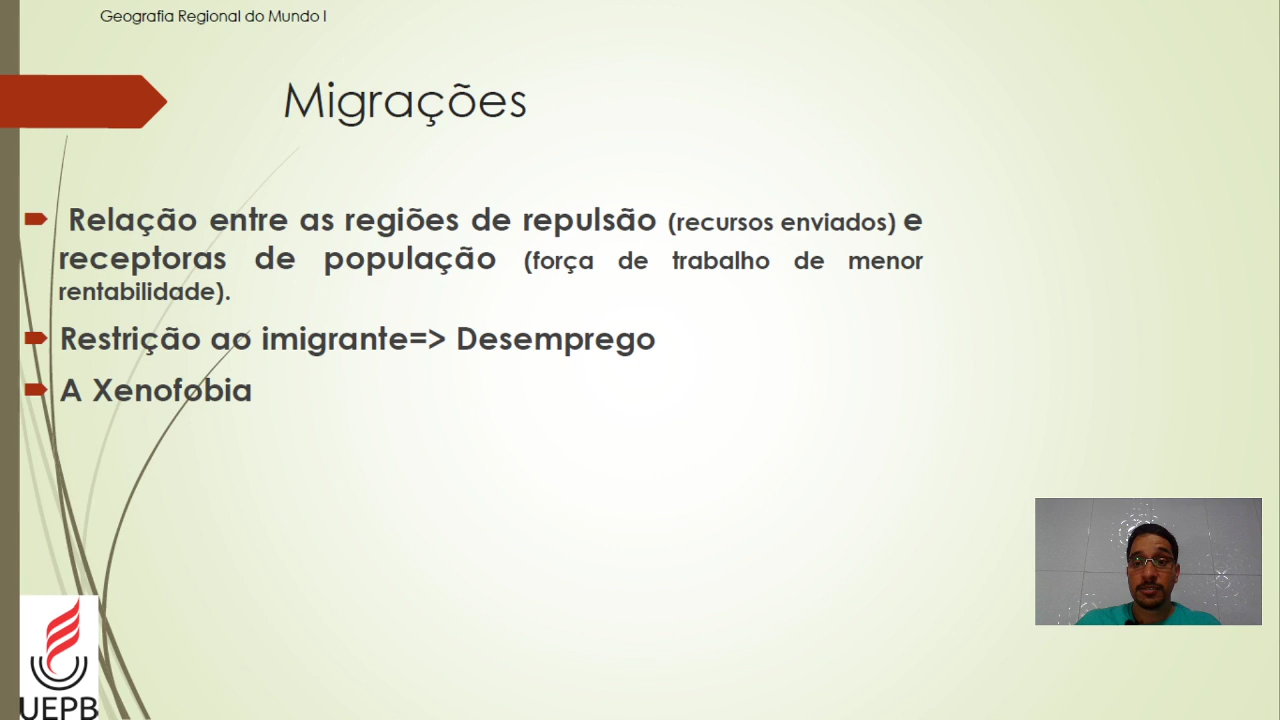 Geografia Regional do Mundo I
Migrações
Relação entre as regiões de repulsão (recursos enviados) e
receptoras de população (força de trabalho de menor
rentabilidade).
Restrição ao imigrante=> Desemprego
A Xenofobia
UEPB